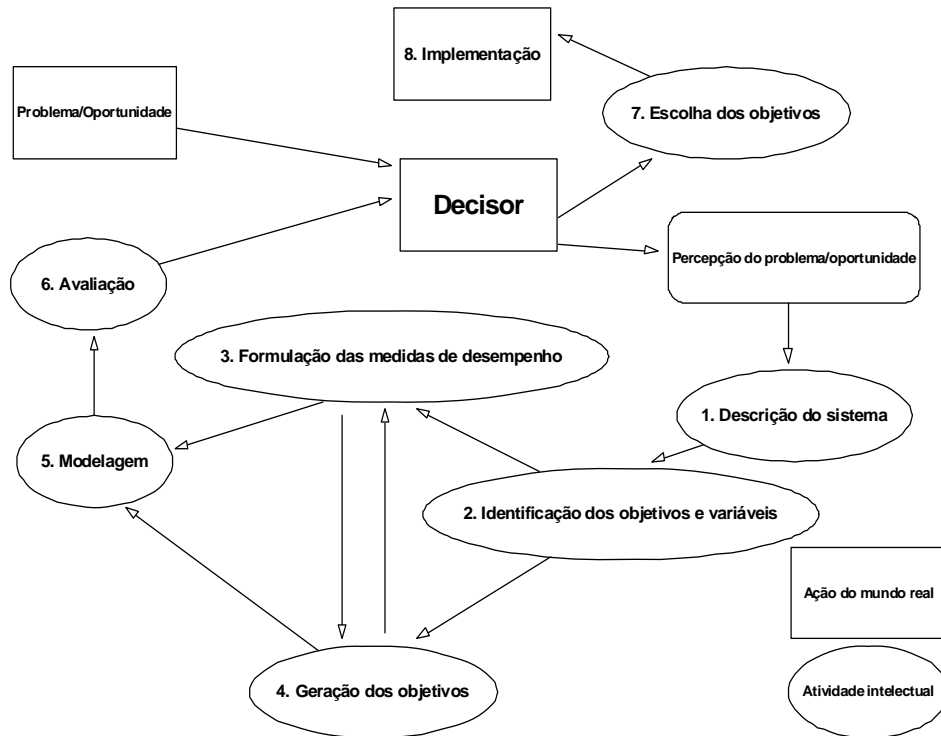 8. Implementação
Problema/Oportunidade
7. Escolha dos objetivos
Decisor
Percepção do problema/oportunidade
6. Avaliação
3. Formulação das medidas de desempenho
1. Descrição do sistema
5. Modelagem
2. Identificação dos objetivos e variáveis
Ação do mundo real
4. Geração dos objetivos
Atividade intelectual